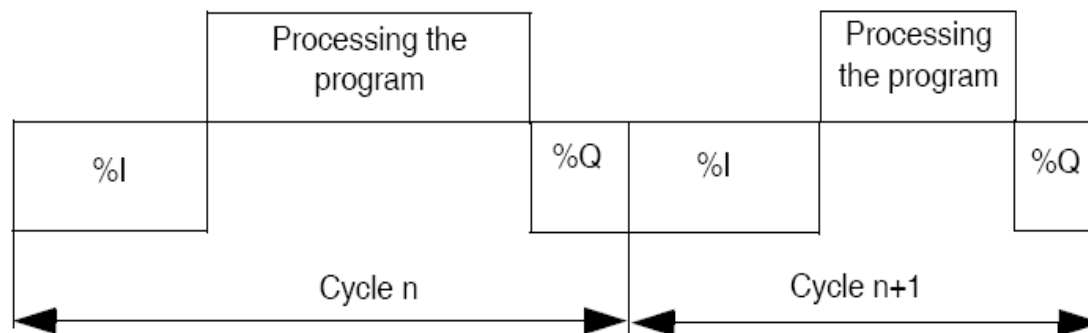 Processing the
program
Processing
the program
%I
%Q
%I
%Q
Cycle n
Cycle n+1